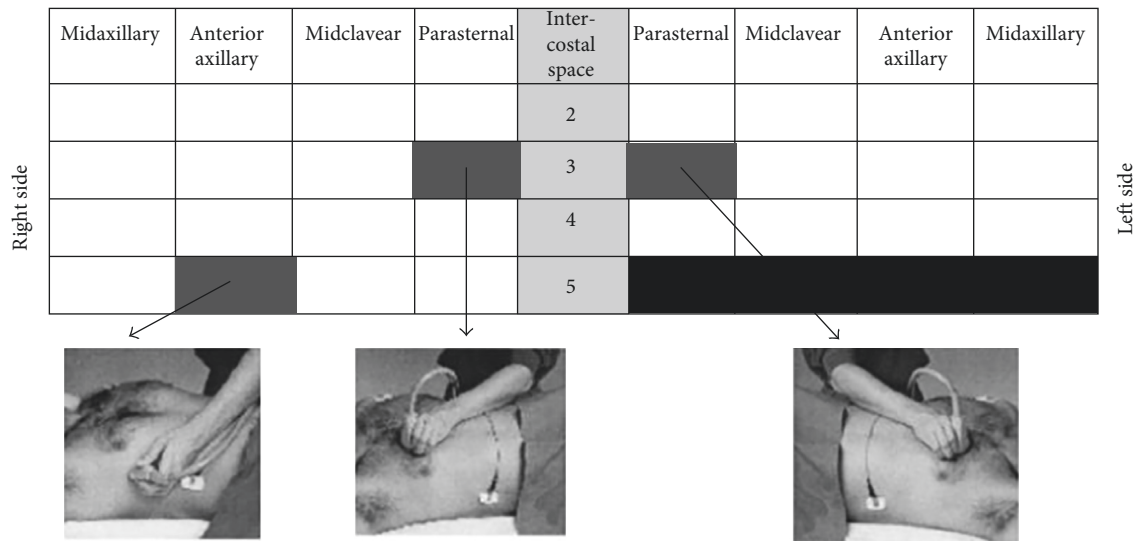 Midaxillary
Anterior
axillary
Midclavear
Parasternal
Inter-
costal
space
Parasternal
Midclavear
Anterior
axillary
Midaxillary
2
3
4
5
Right side
Left side